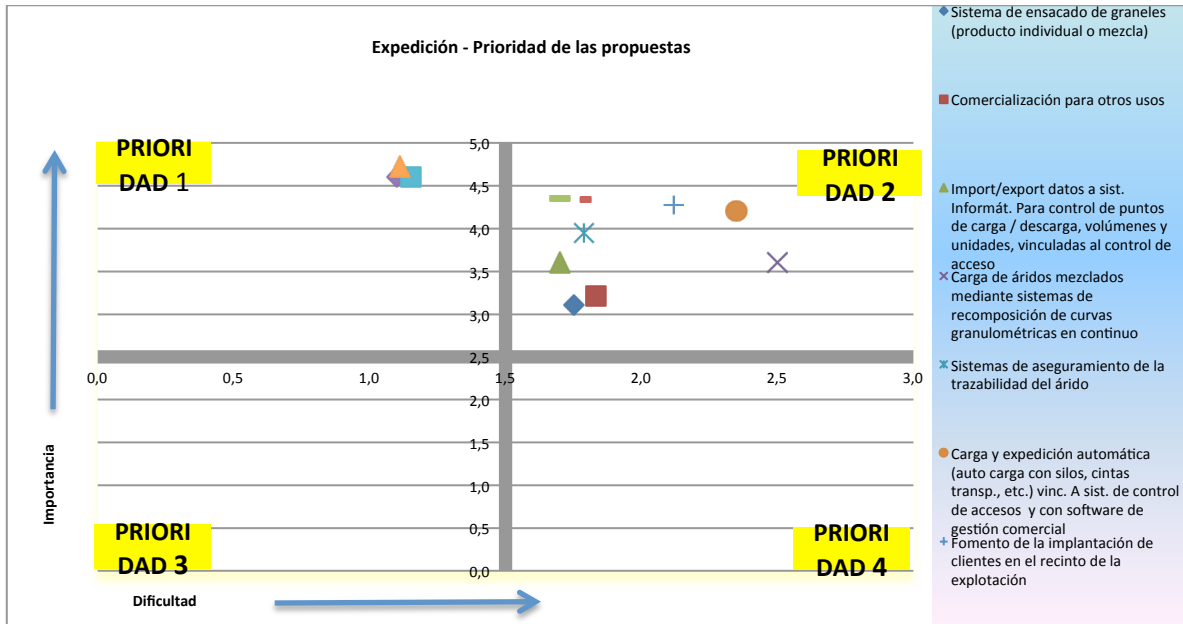 Expedición - Prioridad de las propuestas
PRIORI
DAD 1
PRIORI
DAD 2
PRIORI
DAD 3
PRIORI
DAD 4
5,0
4,5
4,0
3,5
3,0
2,5
2,0
1,5
1,0
0,5
0,0
0,0
0,5
1,0
1,5
2,0
2,5
3,0
Importancia
Dificultad
Sistema de ensacado de graneles
(producto individual o mezcla)
Comercialización para otros usos
Import/export datos a sist.
Informát. Para control de puntos
de carga / descarga, volúmenes y
unidades, vinculadas al control de
acceso
Carga de áridos mezclados
mediante sistemas de
recomposición de curvas
granulométricas en continuo
Sistemas de aseguramiento de la
trazabilidad del árido
Carga y expedición automática
(auto carga con silos, cintas
transp., etc.) vinc. A sist. de control
de accesos y con software de
gestión comercial
Fomento de la implantación de
clientes en el recinto de la
explotación